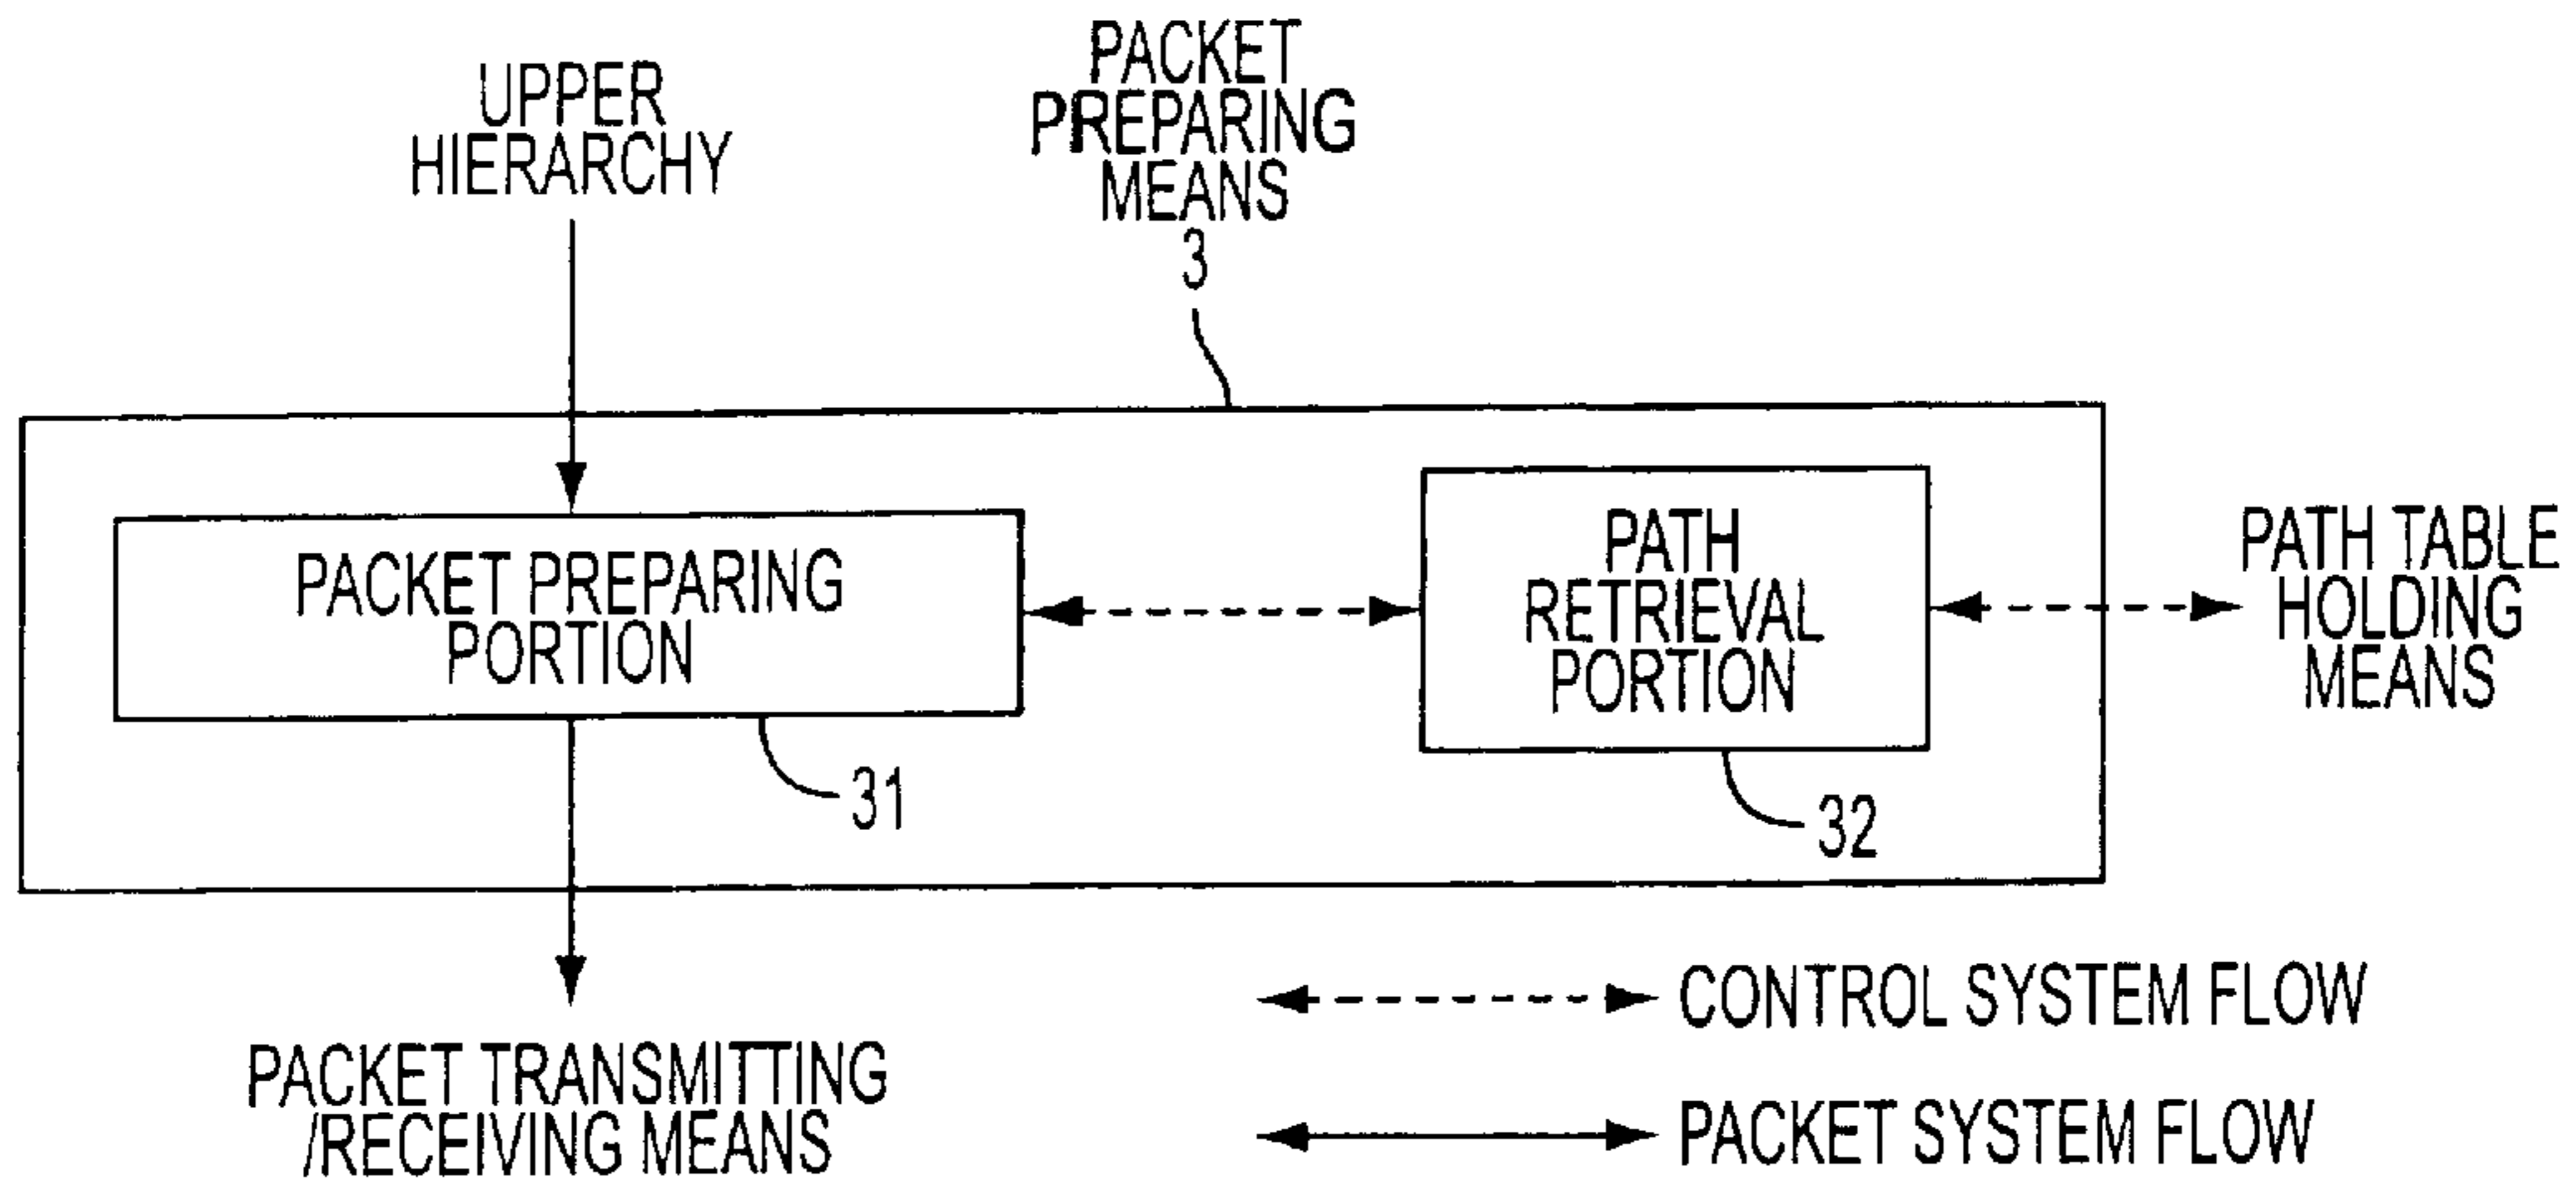 UPPER
HIERARCHY
PACKET
PREPARING
MEANS
3
PACKET PREPARING
PORTION
31
PATH
RETRIEVAL
PORTION
32
PATH TABLE
HOLDING
MEANS
PACKET TRANSMITTING
/RECEIVING MEANS
CONTROL SYSTEM FLOW
PACKET SYSTEM FLOW